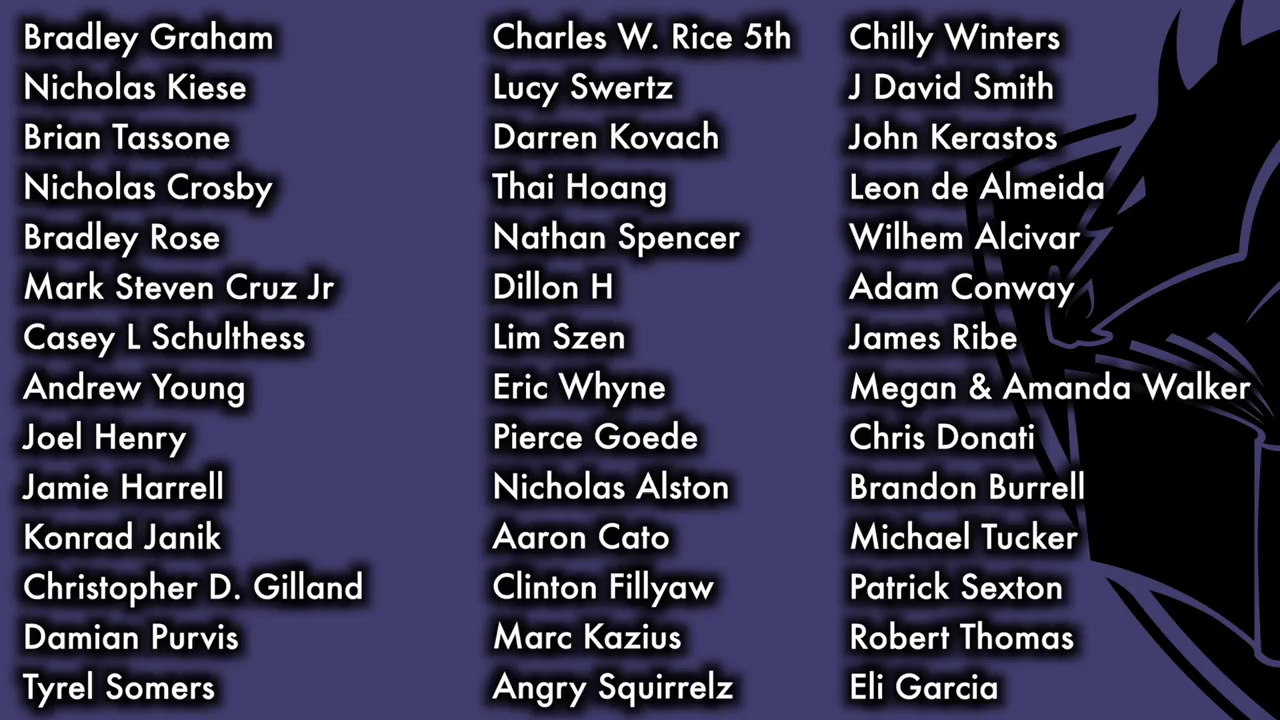 Bradley Graham
Nicholas Kiese
Brian Tassone
Nicholas Crosby
Bradley Rose
Mark Steven Cruz Jr
Casey L Schulthess
Andrew Young
Joel Henry
Jamie Harrell
Konrad Janik
Christopher D. Gilland
Damian Purvis
Tyrel Somers
Charles W. Rice 5th
Lucy Swertz
Darren Kovach
Thai Hoang
Nathan Spencer
Dillon H
Lim Szen
Eric Whyne
Pierce Goede
Nicholas Alston
Aaron Cato
Clinton Fillyaw
Marc Kazius
Angry Squirrelz
Chilly Winters
J David Smith
John Kerastos
Leon de Almeida
Wilhem Alcivar
Adam Conway
James Ribe
Megan & Amanda Walker
Chris Donati
Brandon Burrell
Michael Tucker
Patrick Sexton
Robert Thomas
Eli Garcia